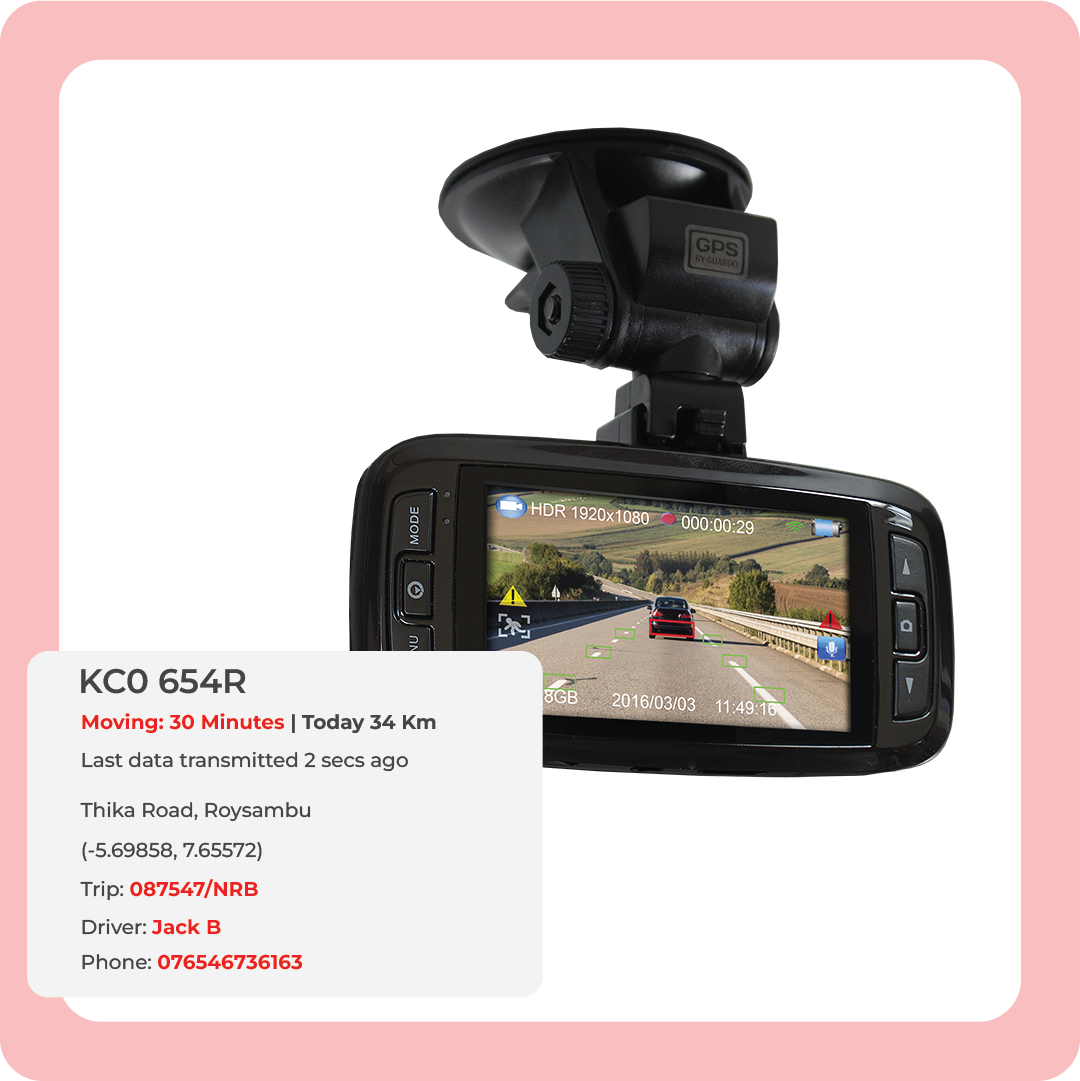 GPS
BY GUARDO
MODE
HDR 1920x1080 000:00:29
NU
8GB 2016/03/03 11:49:16
KC0 654R
Moving: 30 Minutes | Today 34 Km
Last data transmitted 2 secs ago
Thika Road, Roysambu
(-5.69858, 7.65572)
Trip: 087547/NRB
Driver: Jack B
Phone: 076546736163